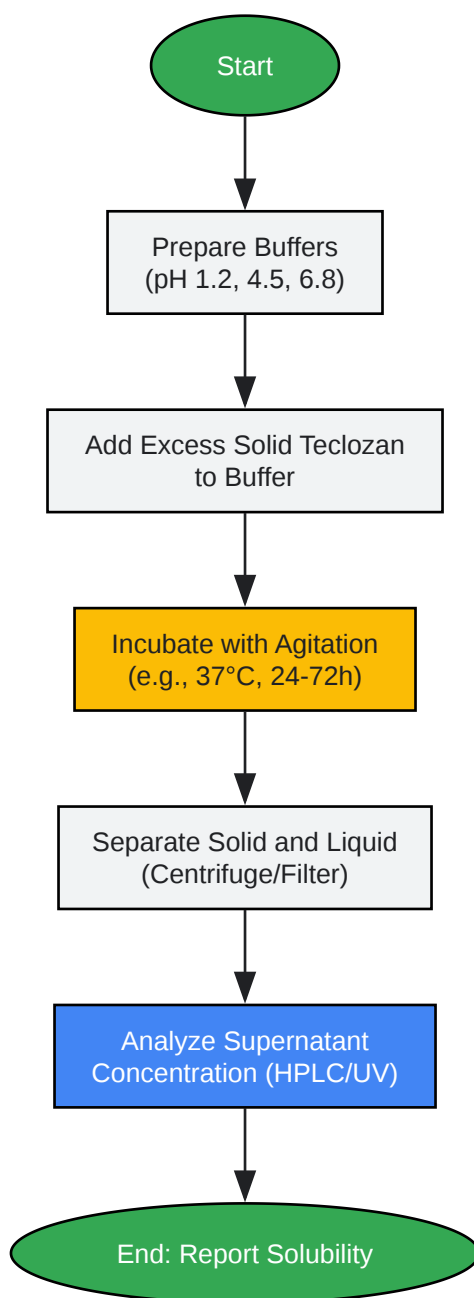 Start
Prepare Buffers
(pH 1.2, 4.5, 6.8)
Add Excess Solid Teclozan
to Buffer
Incubate with Agitation
(e.g., 37°C, 24-72h)
Separate Solid and Liquid
(Centrifuge/Filter)
Analyze Supernatant
Concentration (HPLC/UV)
End: Report Solubility